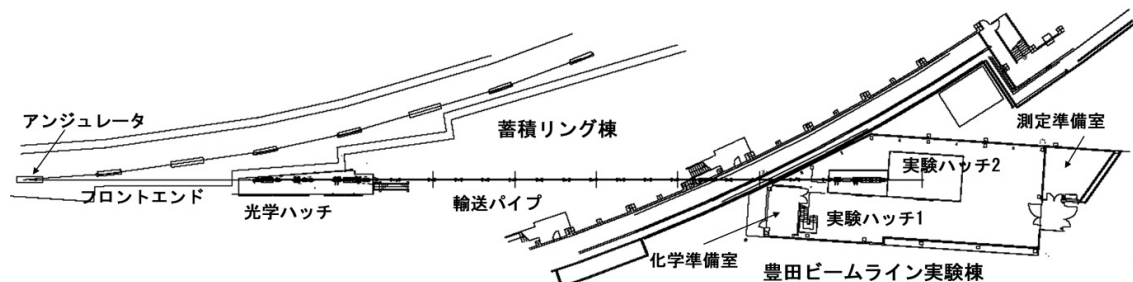 アンジュレータ
蓄積リング棟
測定準備室
フロントエンド
光学ハッチ
輸送パイプ
実験ハッチ2
実験ハッチ1
化学準備室
豊田ビームライン実験棟